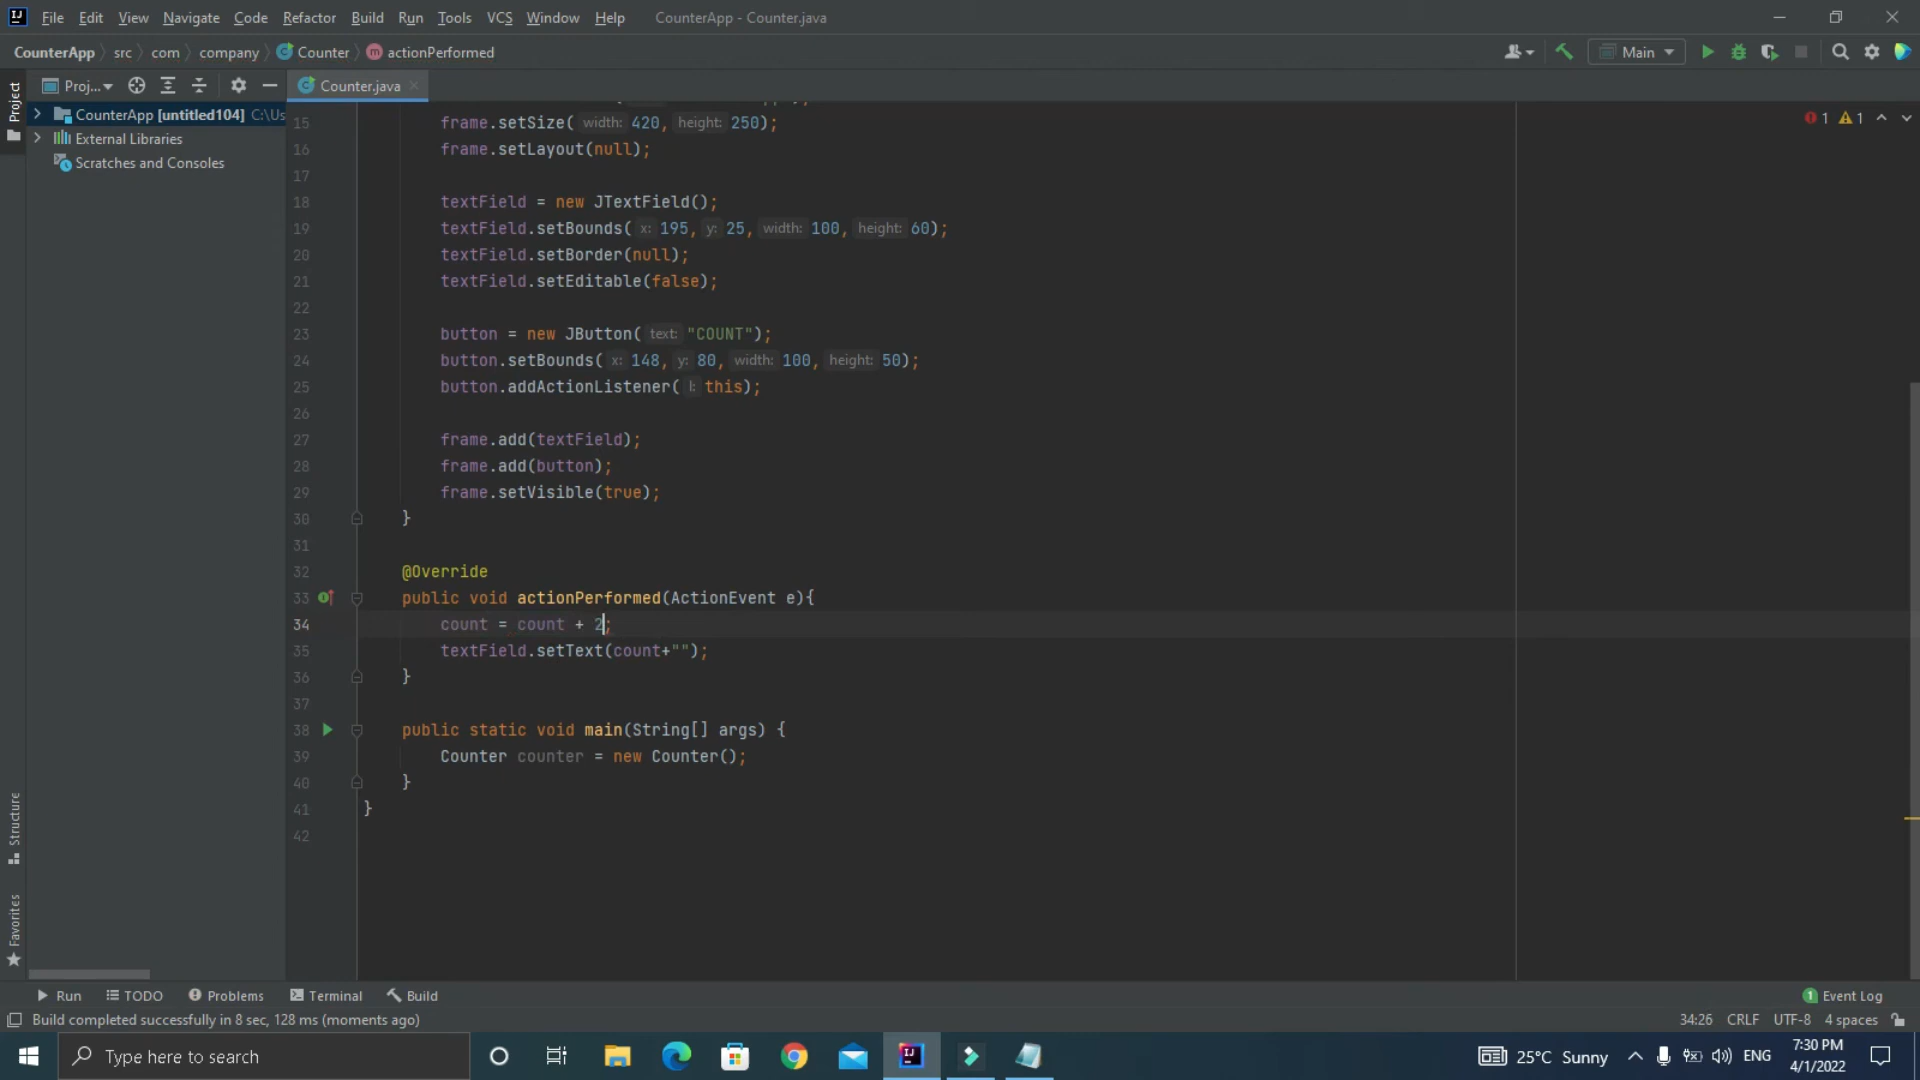 File Edit View Navigate Code Refactor Build Run Tools VCS Window Help CounterApp - Counter.java
CounterApp src com company Counter actionPerformed Main
Project Proj... Counter.java
CounterApp [untitled104] C:\Us
External Libraries
Scratches and Consoles
1 1
15 frame.setSize( width: 420, height: 250);
16 frame.setLayout(null);
17
18 textField = new JTextField();
19 textField.setBounds( x: 195, y: 25, width: 100, height: 60);
20 textField.setBorder(null);
21 textField.setEditable(false);
22
23 button = new JButton( text: "COUNT");
24 button.setBounds( x: 148, y: 80, width: 100, height: 50);
25 button.addActionListener( l: this);
26
27 frame.add(textField);
28 frame.add(button);
29 frame.setVisible(true);
30 }
31
32 @Override
33 public void actionPerformed(ActionEvent e){
34 count = count + 2;
35 textField.setText(count+"");
36 }
37
38 public static void main(String[] args) {
39 Counter counter = new Counter();
40 }
41 }
42
Structure
Favorites
Run TODO Problems Terminal Build 1 Event Log
Build completed successfully in 8 sec, 128 ms (moments ago) 34:26 CRLF UTF-8 4 spaces
Type here to search 25°C Sunny ENG 7:30 PM
4/1/2022